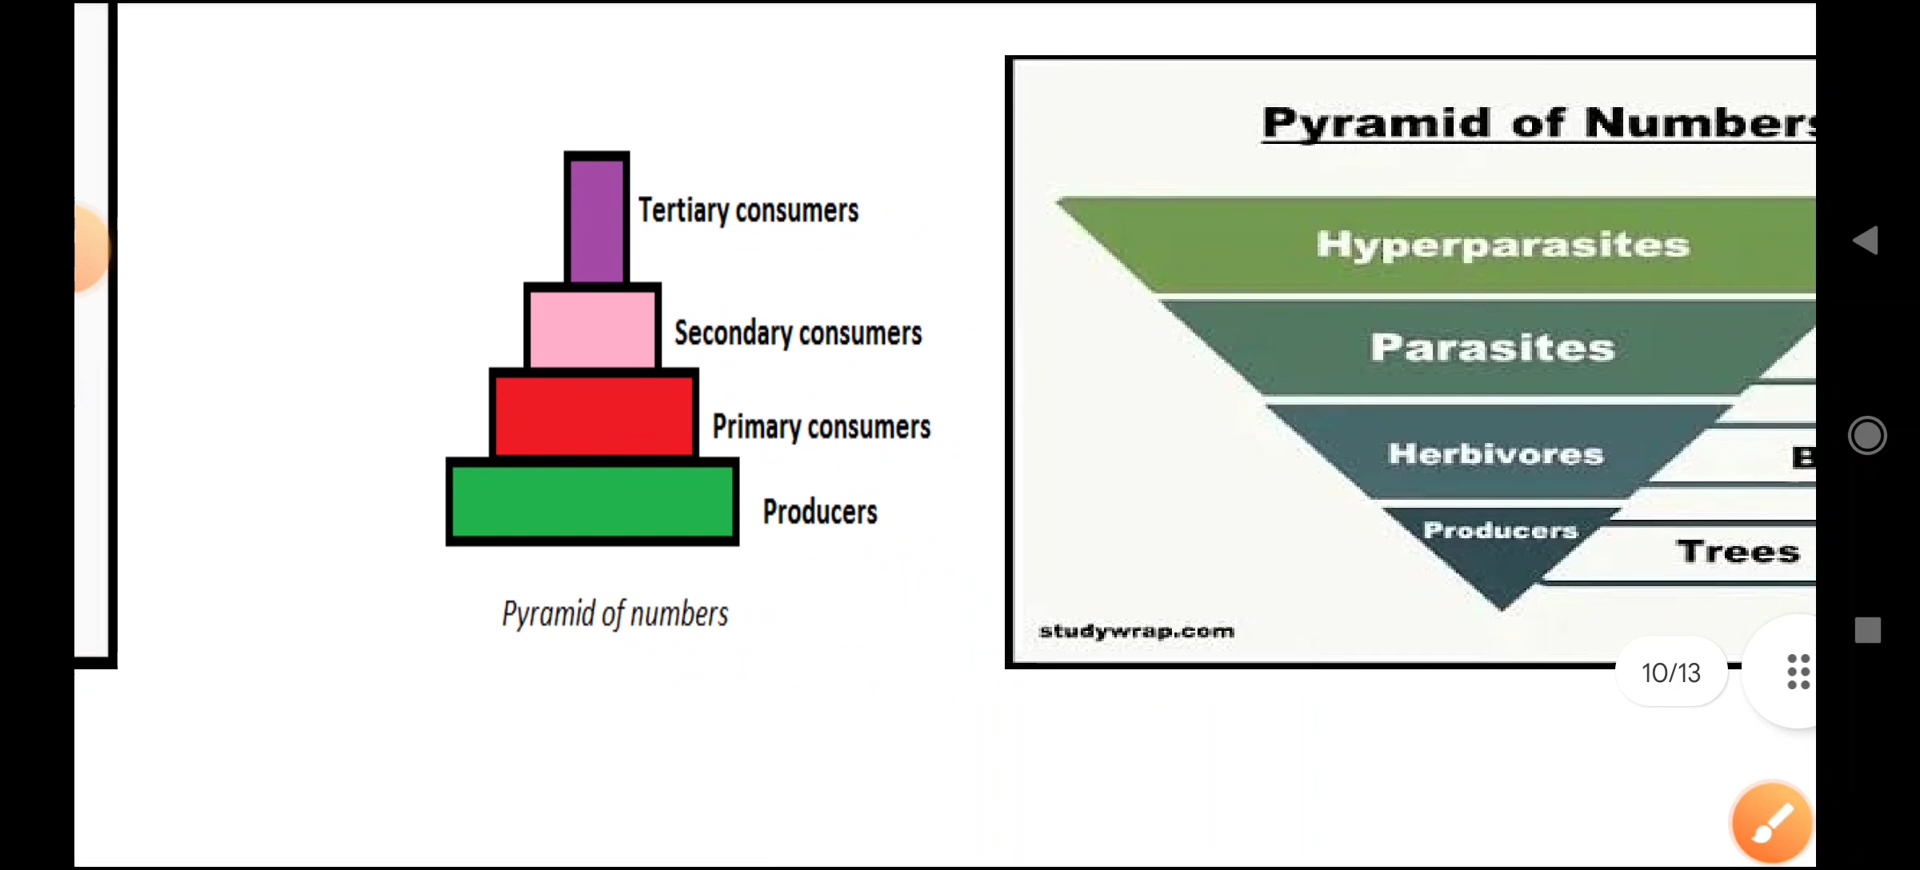 Tertiary consumers
Secondary consumers
Primary consumers
Producers
Pyramid of numbers
Pyramid of Numbers
Hyperparasites
Parasites
Herbivores
B
Producers
Trees
studywrap.com
10/13